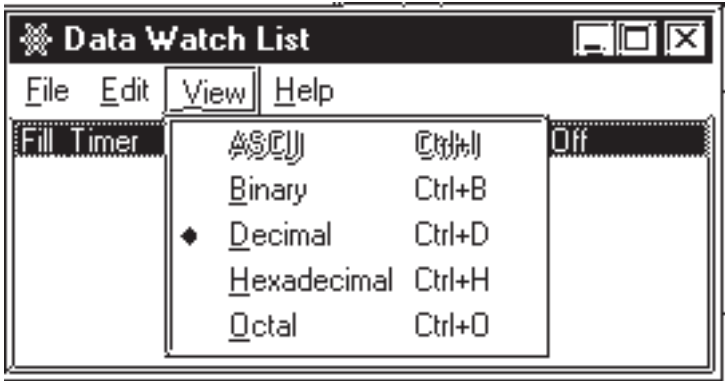 Data Watch List
File Edit View Help
Fill Timer Off
ASCII Ctrl+I
Binary Ctrl+B
Decimal Ctrl+D
Hexadecimal Ctrl+H
Octal Ctrl+O